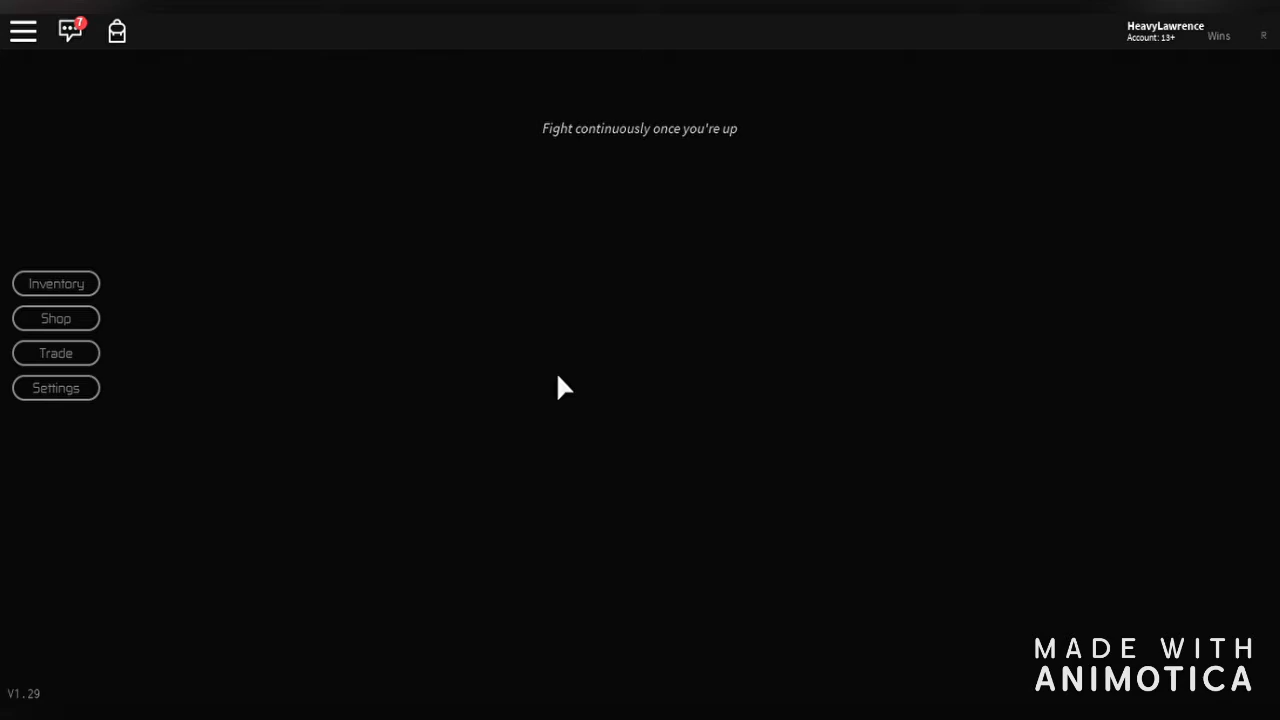 7
HeavyLawrence
Account: 13+
Wins
R
Fight continuously once you're up
Inventory
Shop
Trade
Settings
MADE WITH
ANIMOTICA
V1.29